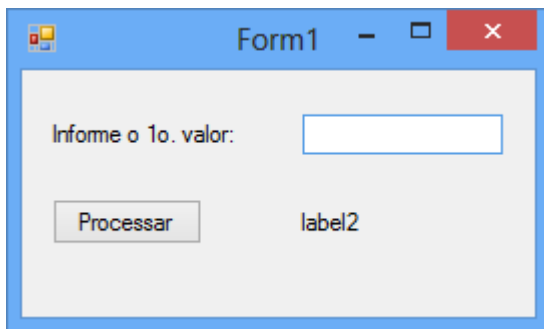 Form1
Informe o 1o. valor:
Processar label2